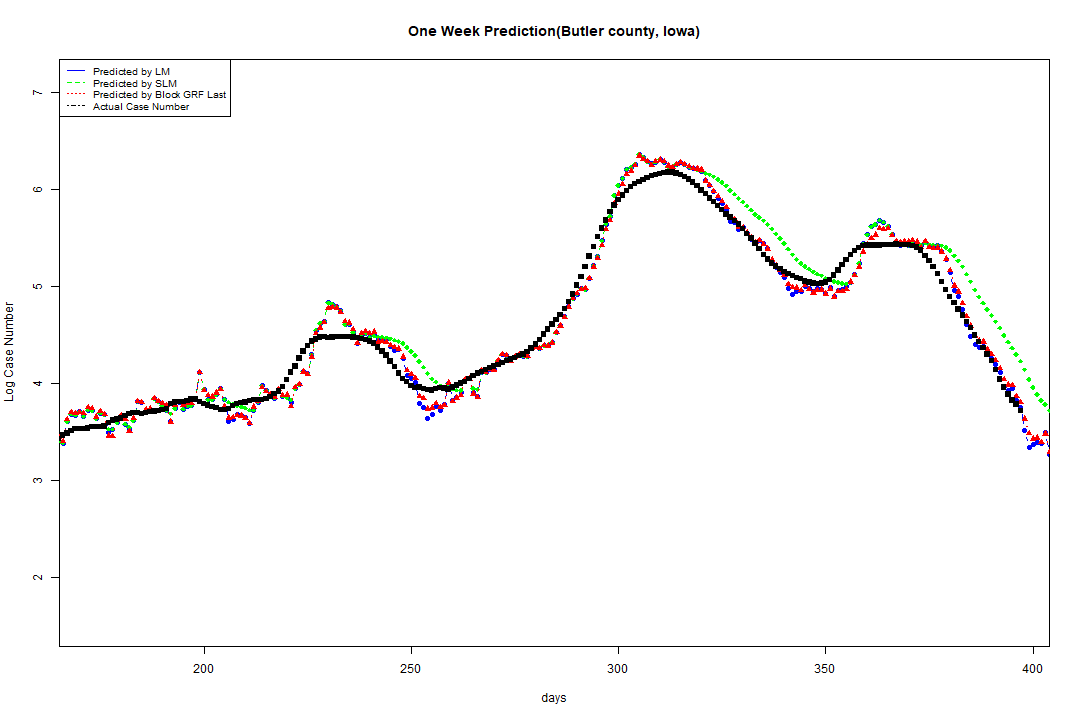 One Week Prediction(Butler county, Iowa)
Predicted by LM
Predicted by SLM
Predicted by Block GRF Last
Actual Case Number
7
6
5
4
3
2
Log Case Number
200 250 300 350 400
days